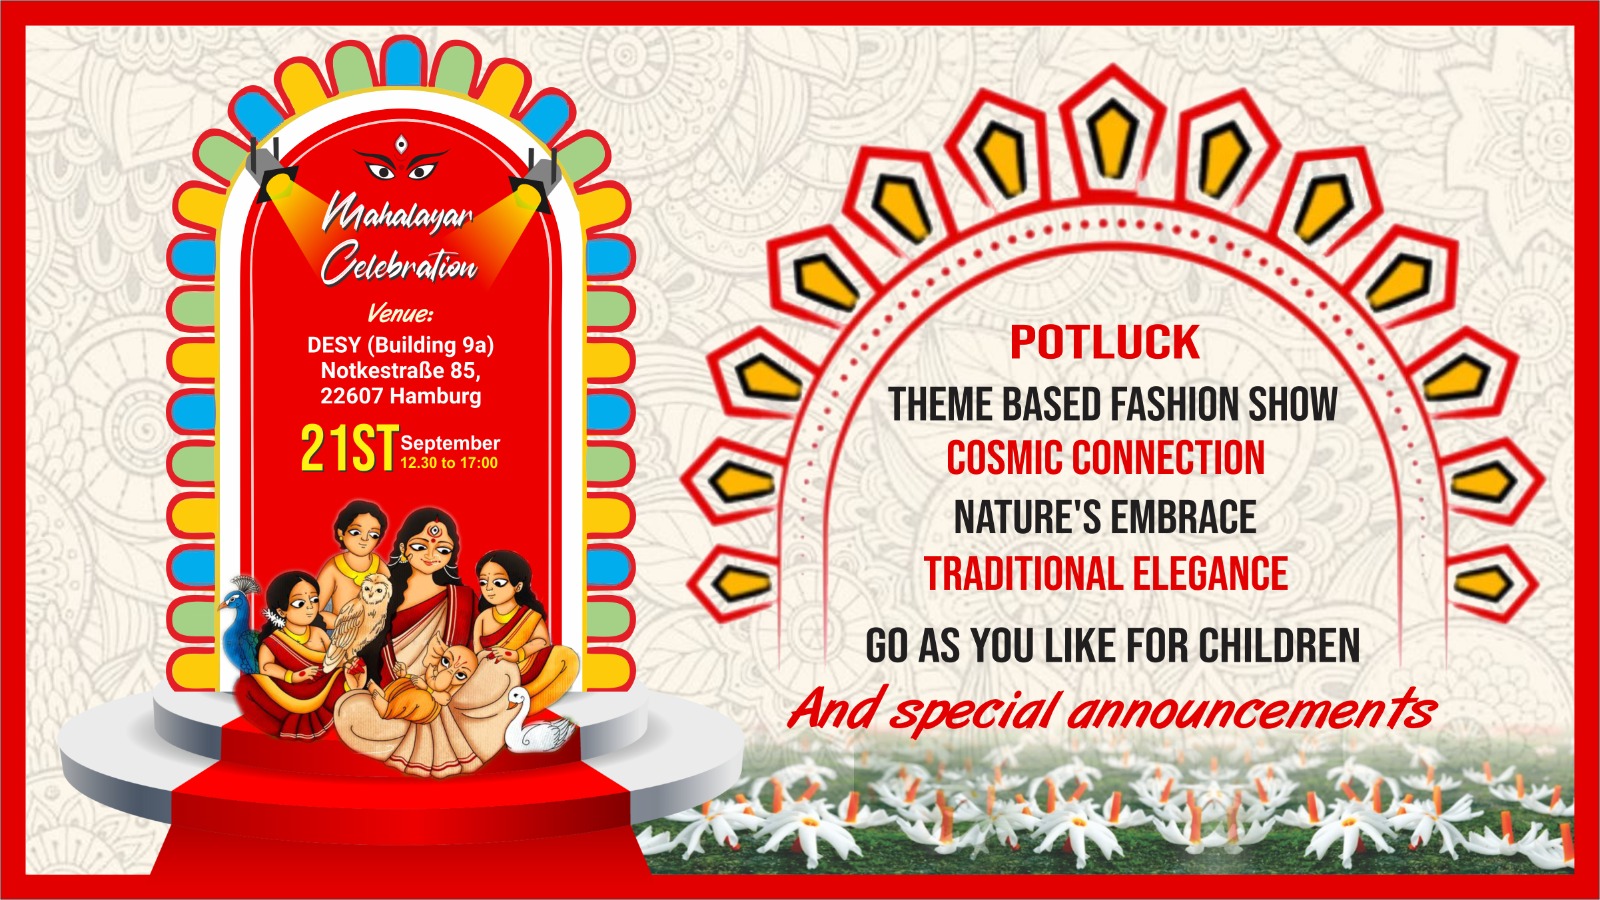 Mahalayar
Celebration
Venue:
DESY (Building 9a)
Notkestraße 85,
22607 Hamburg
21ST September
12.30 to 17:00
POTLUCK
THEME BASED FASHION SHOW
COSMIC CONNECTION
NATURE'S EMBRACE
TRADITIONAL ELEGANCE
GO AS YOU LIKE FOR CHILDREN
And special announcements